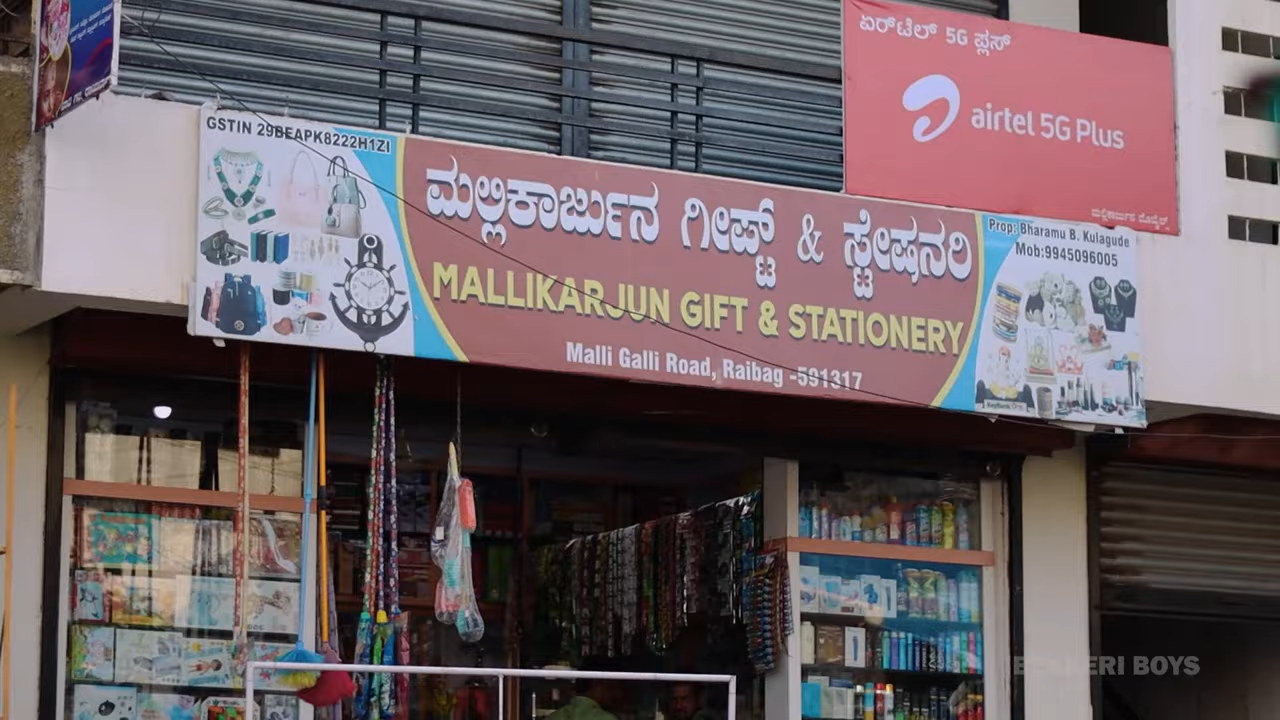 ಏರ್‌ಟೆಲ್ 5G ಪ್ಲಸ್
airtel 5G Plus
ಮಲ್ಲಿಕಾರ್ಜುನ ಮೊಬೈಲ್
GSTIN 29BEAPK8222H1ZI
ಮಲ್ಲಿಕಾರ್ಜುನ ಗೀಫ್ಟ್ & ಸ್ಟೇಷನರಿ
MALLIKARJUN GIFT & STATIONERY
Malli Galli Road, Raibag -591317
Prop: Bharamu B. Kulagude
Mob:9945096005
BOYS